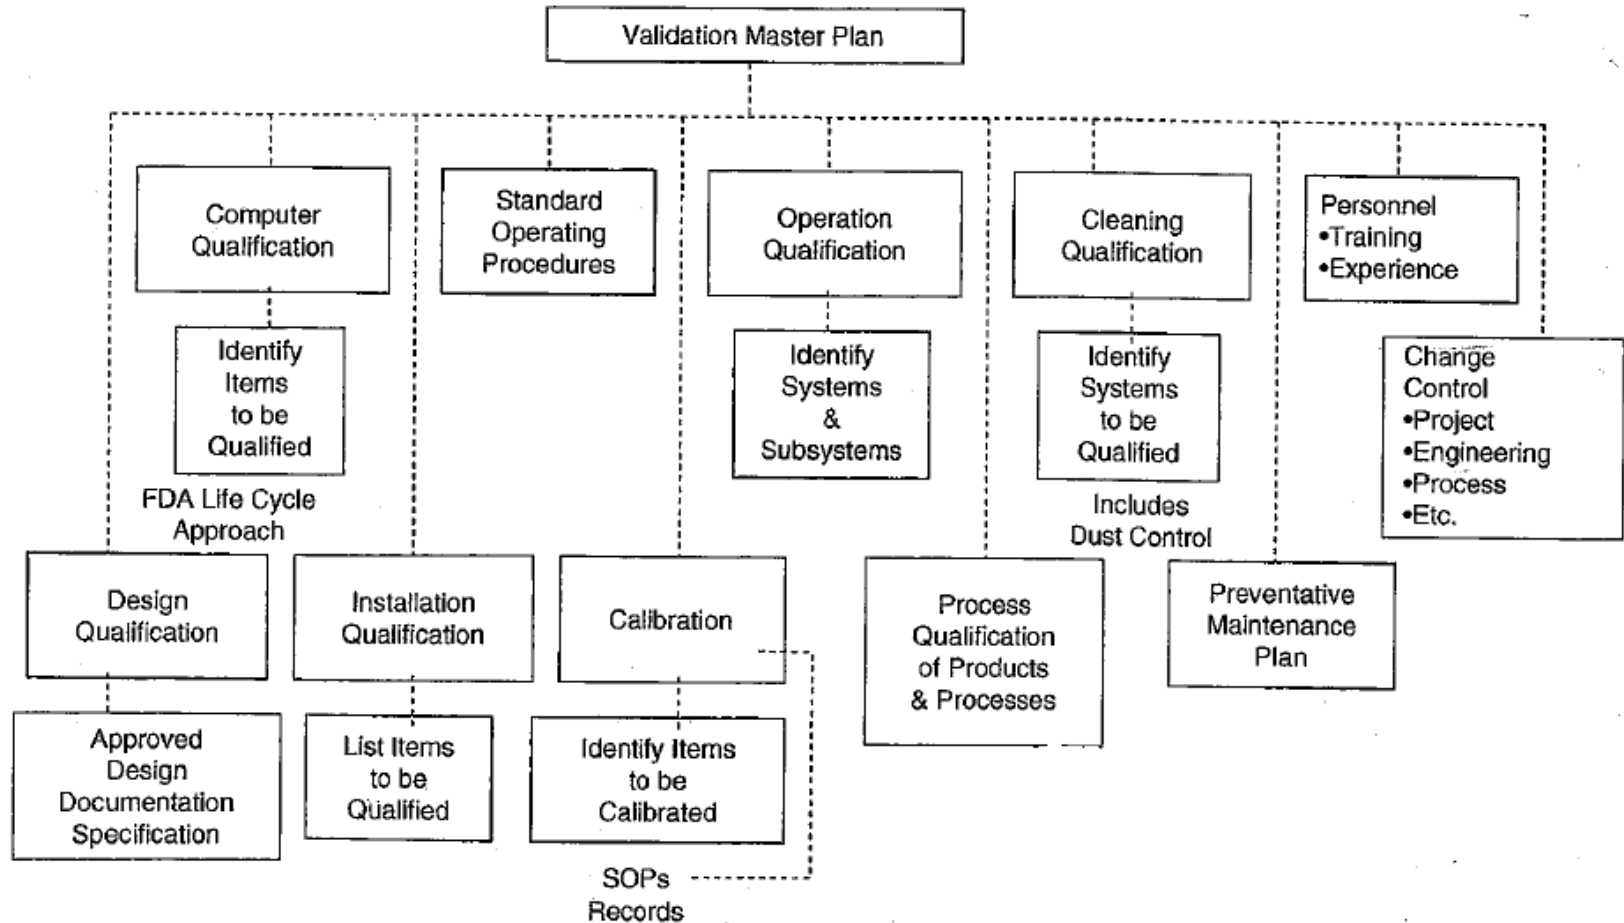 Validation Master Plan
Computer
Qualification
Standard
Operating
Procedures
Operation
Qualification
Cleaning
Qualification
Personnel
•Training
•Experience
Identify
Items
to be
Qualified
Identify
Systems
&
Subsystems
Identify
Systems
to be
Qualified
Change
Control
•Project
•Engineering
•Process
•Etc.
FDA Life Cycle
Approach
Includes
Dust Control
Design
Qualification
Installation
Qualification
Calibration
Process
Qualification
of Products
& Processes
Preventative
Maintenance
Plan
Approved
Design
Documentation
Specification
List Items
to be
Qualified
Identify Items
to be
Calibrated
SOPs
Records